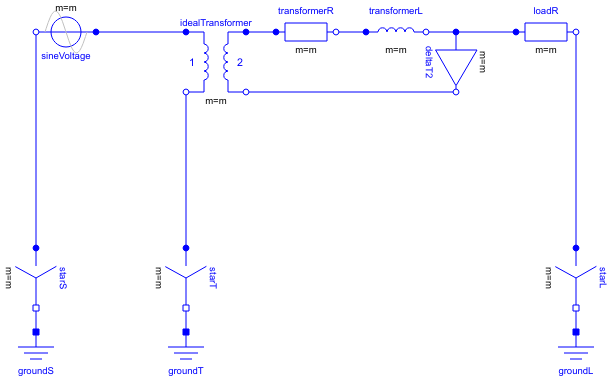 m=m
sineVoltage
idealTransformer
1
2
m=m
transformerR
m=m
transformerL
m=m
deltaT2
m=m
loadR
m=m
m=m
starS
m=m
starT
m=m
starL
groundS
groundT
groundL